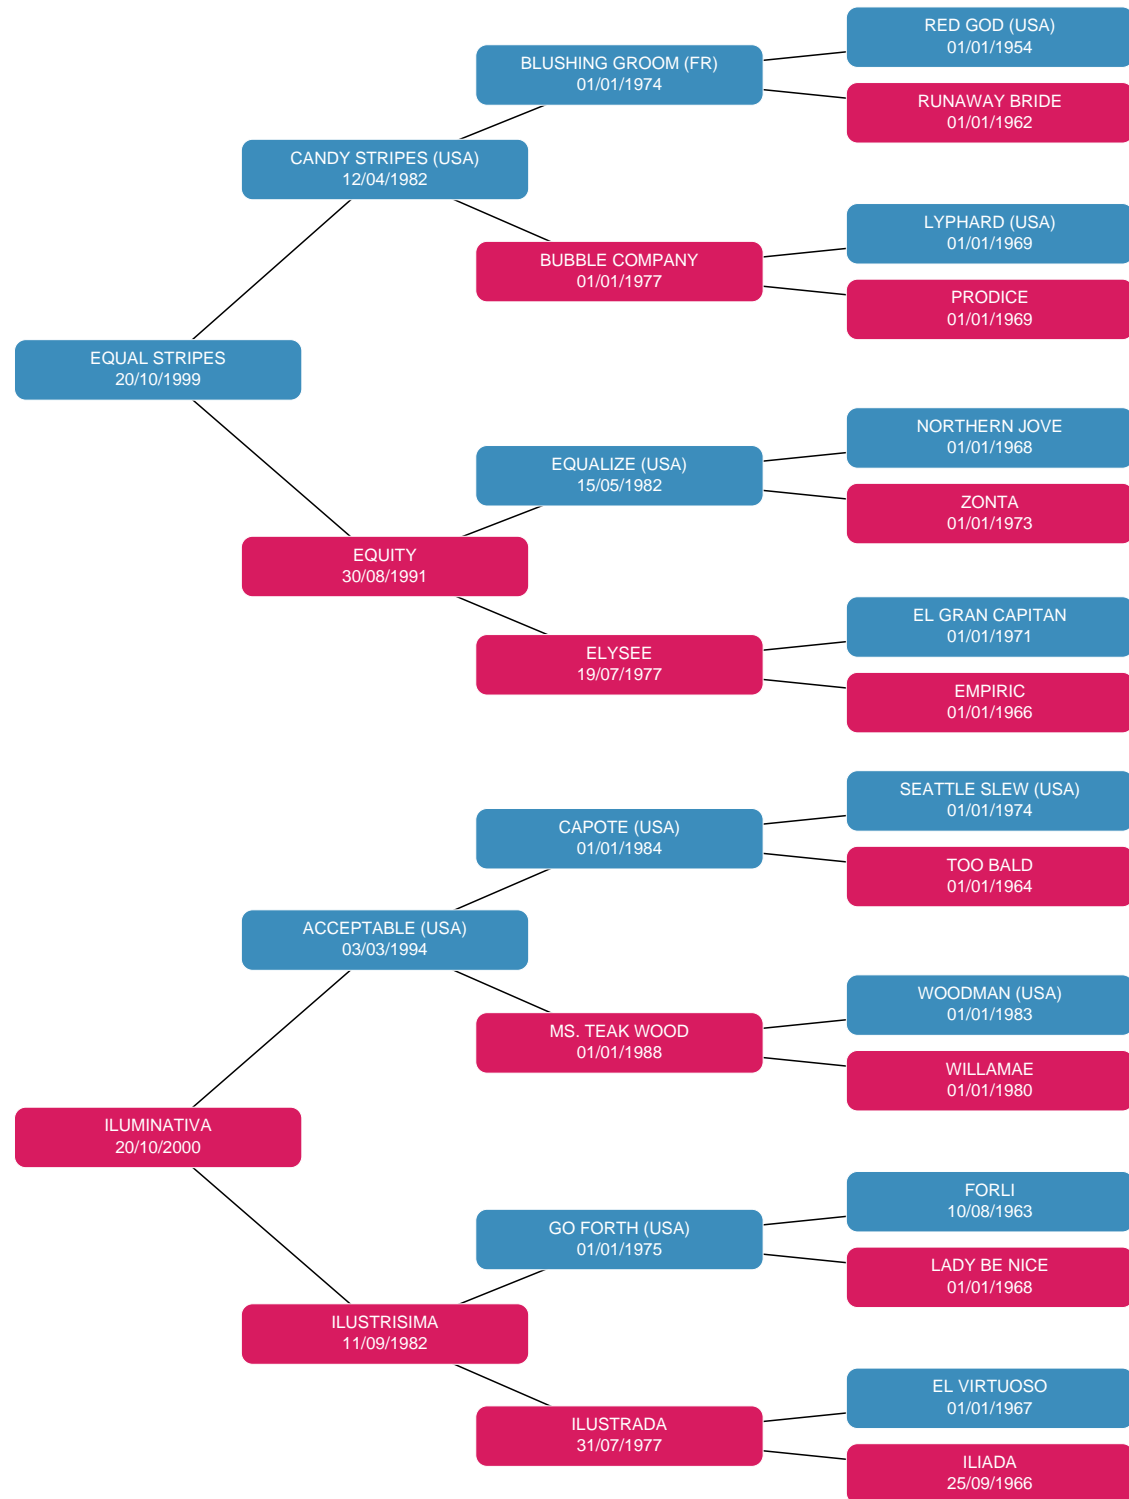 RED GOD (USA)
01/01/1954
BLUSHING GROOM (FR)
01/01/1974
RUNAWAY BRIDE
01/01/1962
CANDY STRIPES (USA)
12/04/1982
LYPHARD (USA)
01/01/1969
BUBBLE COMPANY
01/01/1977
PRODICE
01/01/1969
EQUAL STRIPES
20/10/1999
NORTHERN JOVE
01/01/1968
EQUALIZE (USA)
15/05/1982
ZONTA
01/01/1973
EQUITY
30/08/1991
EL GRAN CAPITAN
01/01/1971
ELYSEE
19/07/1977
EMPIRIC
01/01/1966
SEATTLE SLEW (USA)
01/01/1974
CAPOTE (USA)
01/01/1984
TOO BALD
01/01/1964
ACCEPTABLE (USA)
03/03/1994
WOODMAN (USA)
01/01/1983
MS. TEAK WOOD
01/01/1988
WILLAMAE
01/01/1980
ILUMINATIVA
20/10/2000
FORLI
10/08/1963
GO FORTH (USA)
01/01/1975
LADY BE NICE
01/01/1968
ILUSTRISIMA
11/09/1982
EL VIRTUOSO
01/01/1967
ILUSTRADA
31/07/1977
ILIADA
25/09/1966